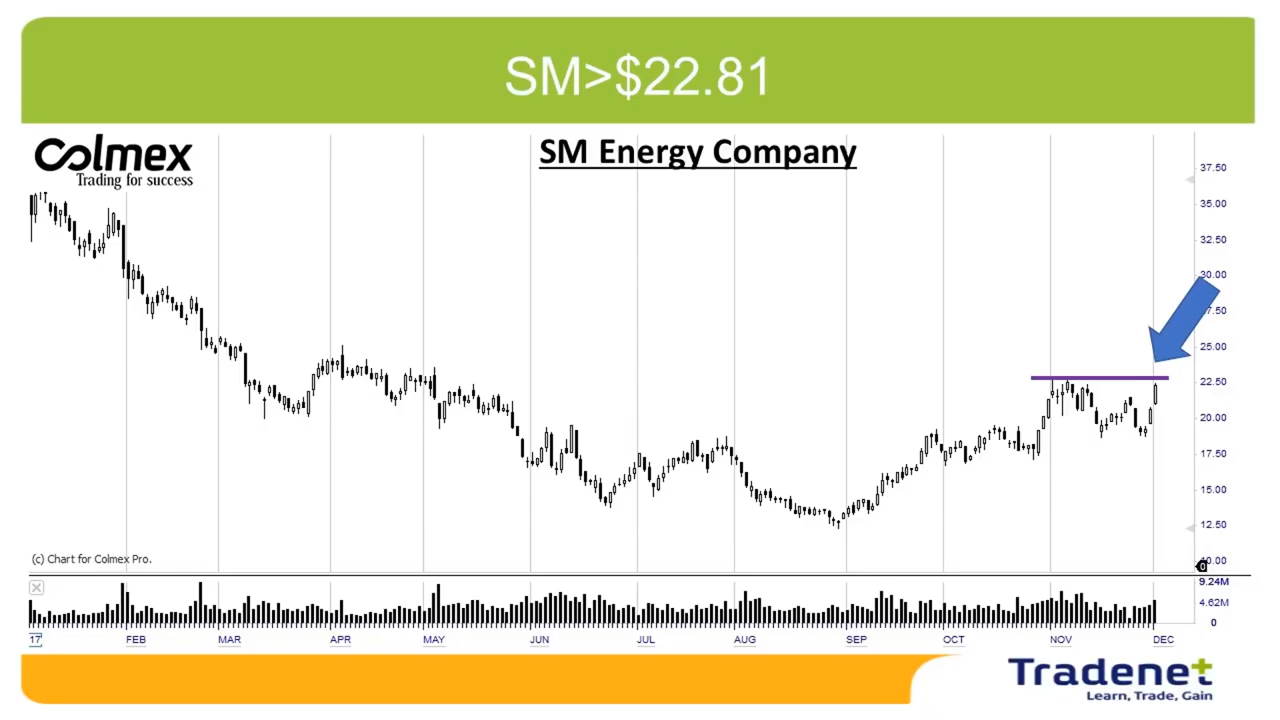 SM>$22.81
Colmex
Trading for success
SM Energy Company
37.50
35.00
32.50
30.00
27.50
25.00
22.50
20.00
17.50
15.00
12.50
10.00
0
(c) Chart for Colmex Pro.
9.24M
4.62M
0
17 FEB MAR APR MAY JUN JUL AUG SEP OCT NOV DEC
Tradenet
Learn, Trade, Gain